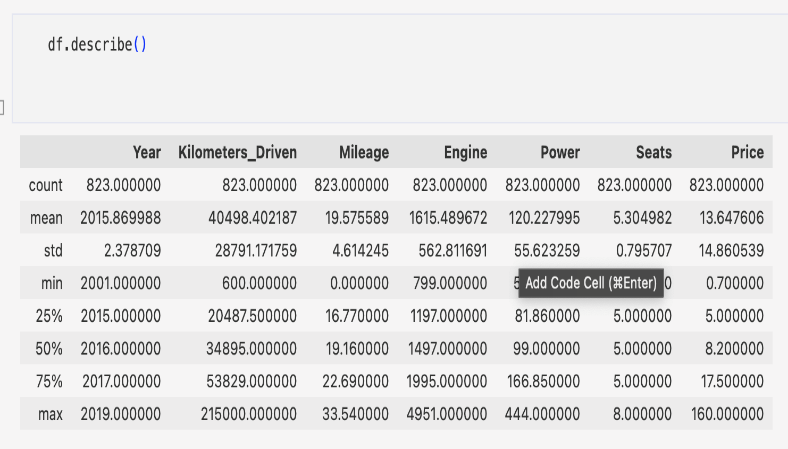 df.describe()
Year Kilometers_Driven Mileage Engine Power Seats Price
count 823.000000 823.000000 823.000000 823.000000 823.000000 823.000000 823.000000
mean 2015.869988 40498.402187 19.575589 1615.489672 120.227995 5.304982 13.647606
std 2.378709 28791.171759 4.614245 562.811691 55.623259 0.795707 14.860539
min 2001.000000 600.000000 0.000000 799.000000 Add Code Cell (⌘Enter) 0.700000
25% 2015.000000 20487.500000 16.770000 1197.000000 81.860000 5.000000 5.000000
50% 2016.000000 34895.000000 19.160000 1497.000000 99.000000 5.000000 8.200000
75% 2017.000000 53829.000000 22.690000 1995.000000 166.850000 5.000000 17.500000
max 2019.000000 215000.000000 33.540000 4951.000000 444.000000 8.000000 160.000000